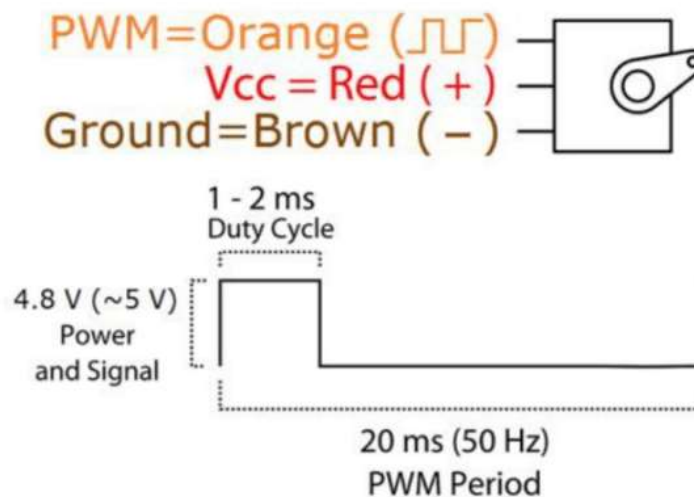 PWM=Orange (⎍⎍)
Vcc = Red ( + )
Ground=Brown ( − )
1 - 2 ms
Duty Cycle
4.8 V (~5 V)
Power
and Signal
20 ms (50 Hz)
PWM Period